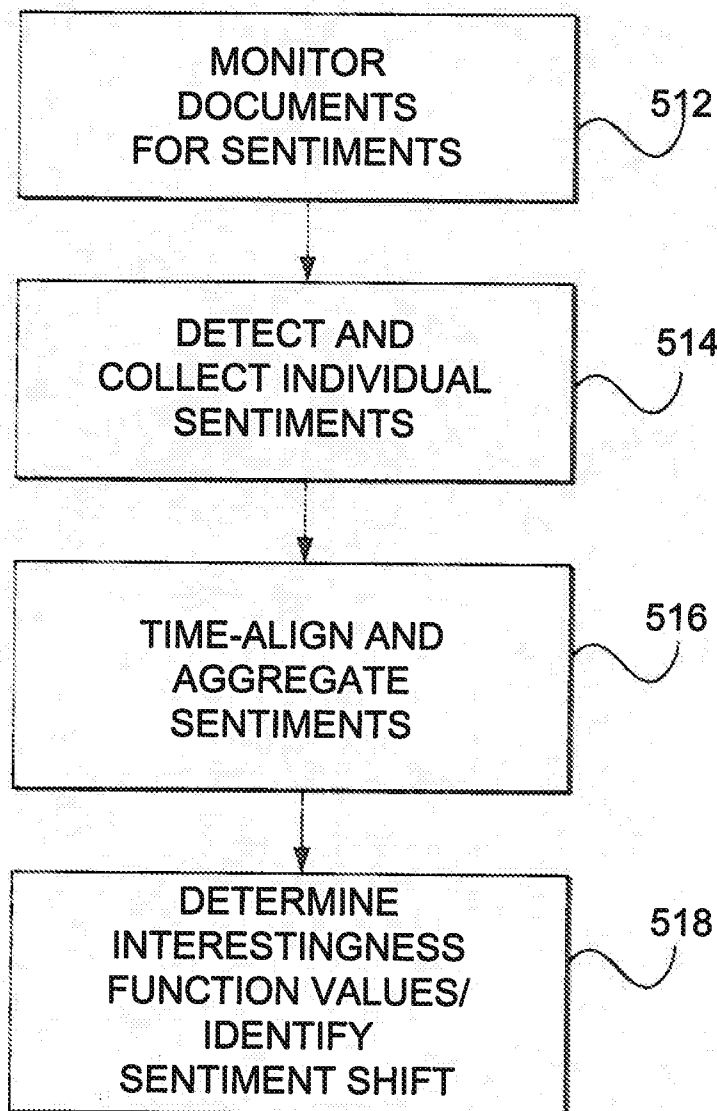 MONITOR
DOCUMENTS
FOR SENTIMENTS
512
DETECT AND
COLLECT INDIVIDUAL
SENTIMENTS
514
TIME-ALIGN AND
AGGREGATE
SENTIMENTS
516
DETERMINE
INTERESTINGNESS
FUNCTION VALUES/
IDENTIFY
SENTIMENT SHIFT
518